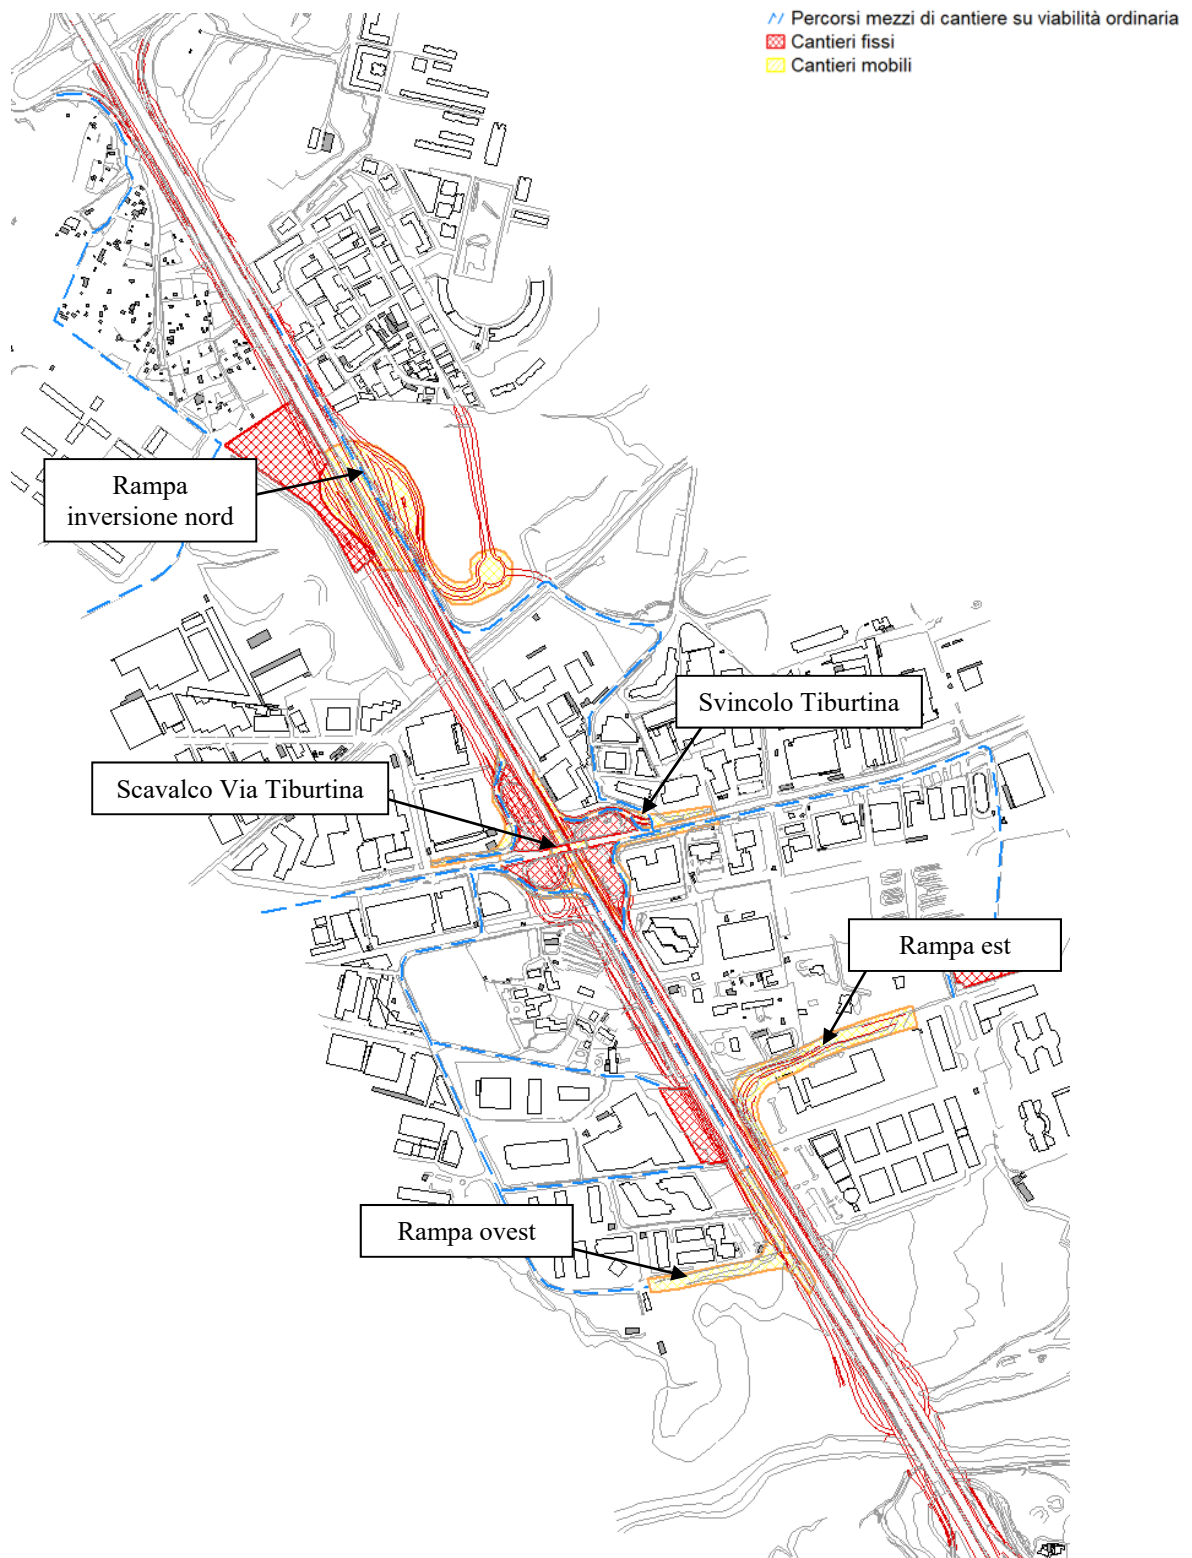 Percorsi mezzi di cantiere su viabilità ordinaria
Cantieri fissi
Cantieri mobili
Rampa
inversione nord
Svincolo Tiburtina
Scavalco Via Tiburtina
Rampa est
Rampa ovest